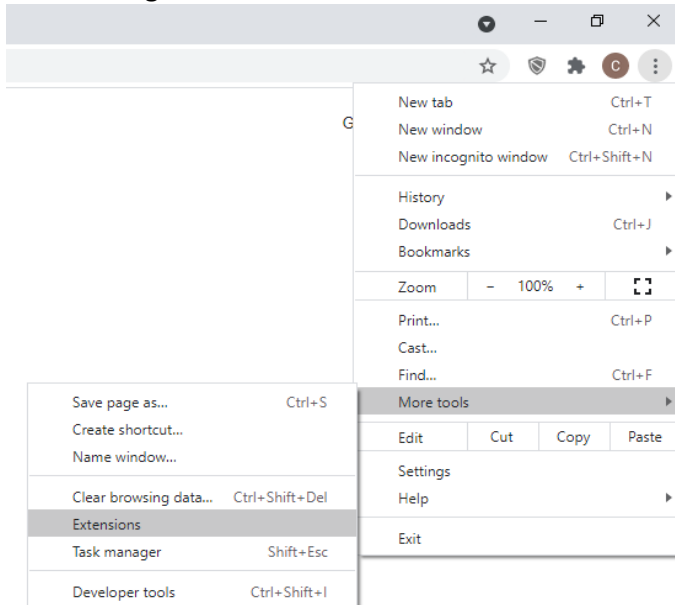 C
G
New tab Ctrl+T
New window Ctrl+N
New incognito window Ctrl+Shift+N
History
Downloads Ctrl+J
Bookmarks
Zoom - 100% +
Print... Ctrl+P
Cast...
Find... Ctrl+F
More tools
Edit Cut Copy Paste
Settings
Help
Exit
Save page as... Ctrl+S
Create shortcut...
Name window...
Clear browsing data... Ctrl+Shift+Del
Extensions
Task manager Shift+Esc
Developer tools Ctrl+Shift+I